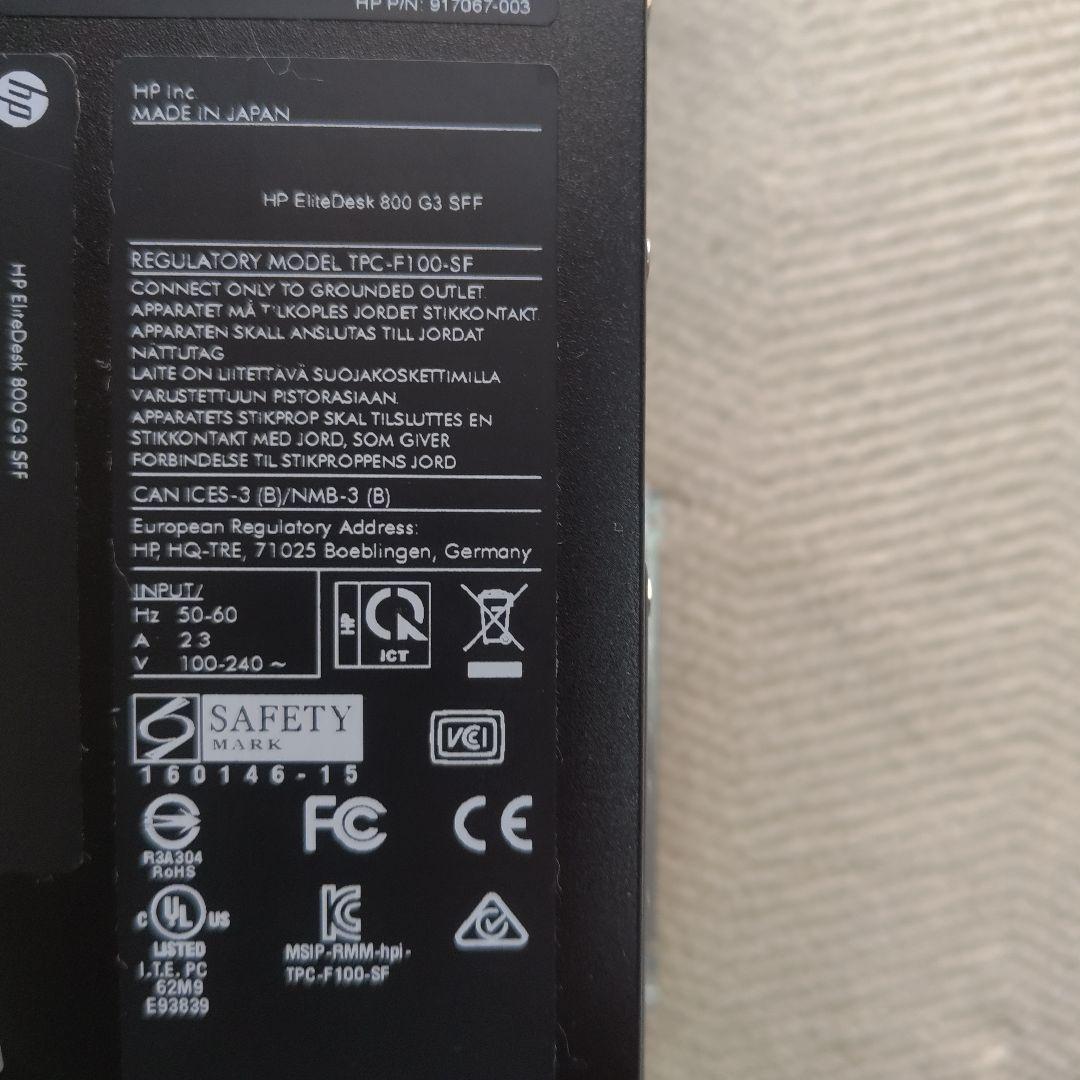 HP P/N: 917067-003
hp
HP EliteDesk 800 G3 SFF
HP Inc
MADE IN JAPAN
HP EliteDesk 800 G3 SFF
REGULATORY MODEL TPC-F100-SF
CONNECT ONLY TO GROUNDED OUTLET
APPARATET MÅ T'LKOPLES JORDET STIKKONTAKT
APPARATEN SKALL ANSLUTAS TILL JORDAT
NÄTTUTAG
LAITE ON LIITETTÄVÄ SUOJAKOSKETTIMILLA
VARUSTETTUUN PISTORASIAAN.
APPARATETS STIKPROP SKAL TILSLUTTES EN
STIKKONTAKT MED JORD, SOM GIVER
FORBINDELSE TIL STIKPROPPENS JORD
CAN ICES-3 (B)/NMB-3 (B)
European Regulatory Address:
HP, HQ-TRE, 71025 Boeblingen, Germany
INPUT/
Hz 50-60
A 2 3
V 100-240 ~
HP
ICT
SAFETY
MARK
160146-15
VCI
R3A304
RoHS
FC
CE
C UL US
LISTED
I.T.E. PC
62M9
E93839
KC
MSIP-RMM-hpi-
TPC-F100-SF